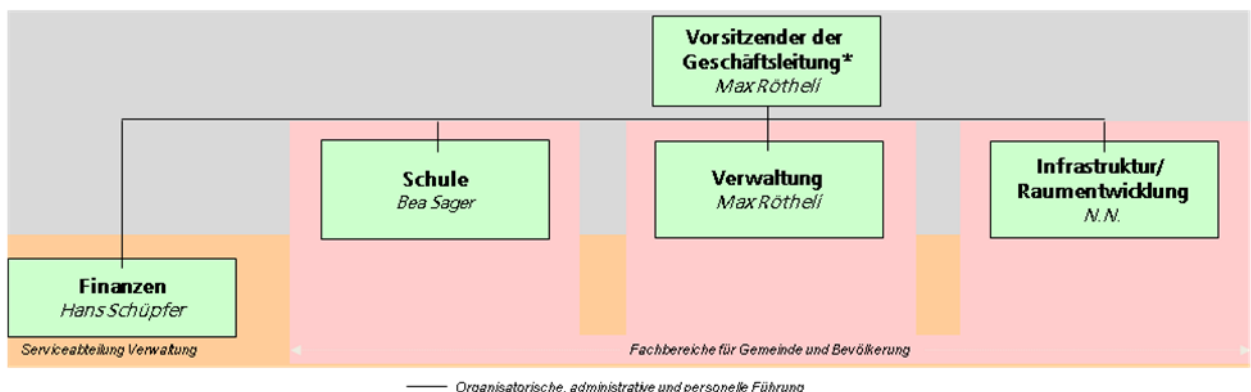 Vorsitzender der
Geschäftsleitung*
Max Rötheli
Schule
Bea Sager
Verwaltung
Max Rötheli
Infrastruktur/
Raumentwicklung
N.N.
Finanzen
Hans Schüpfer
Serviceabteilung Verwaltung
Fachbereiche für Gemeinde und Bevölkerung
Organisatorische, administrative und personelle Führung